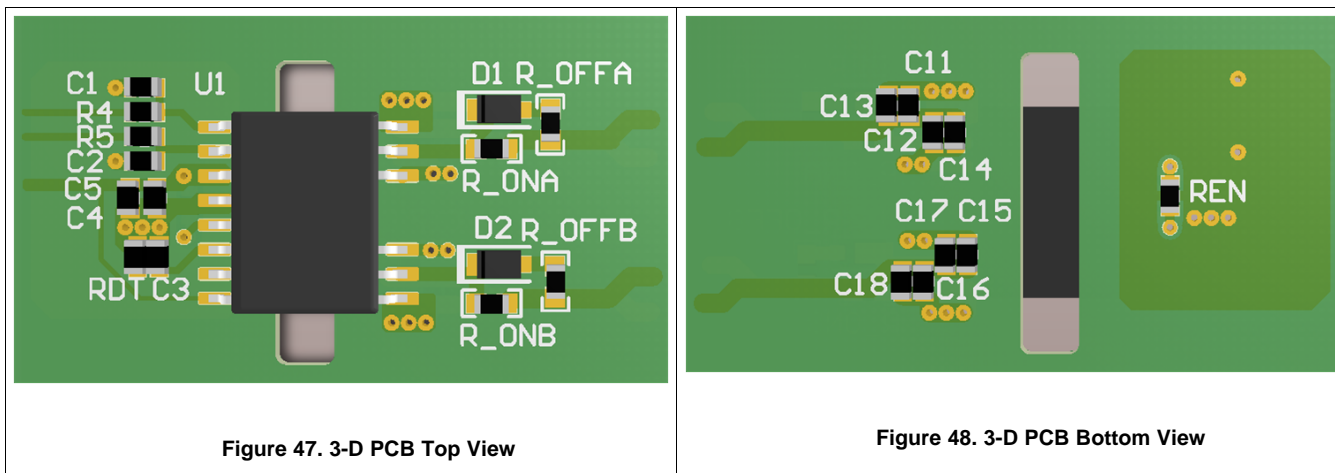 C1 U1 D1 R_OFFA
R4
R5
C2
R_ONA
C5
C4
D2 R_OFFB
RDT C3
R_ONB
Figure 47. 3-D PCB Top View
C11
C13
C12
C14
REN
C17 C15
C18 C16
Figure 48. 3-D PCB Bottom View